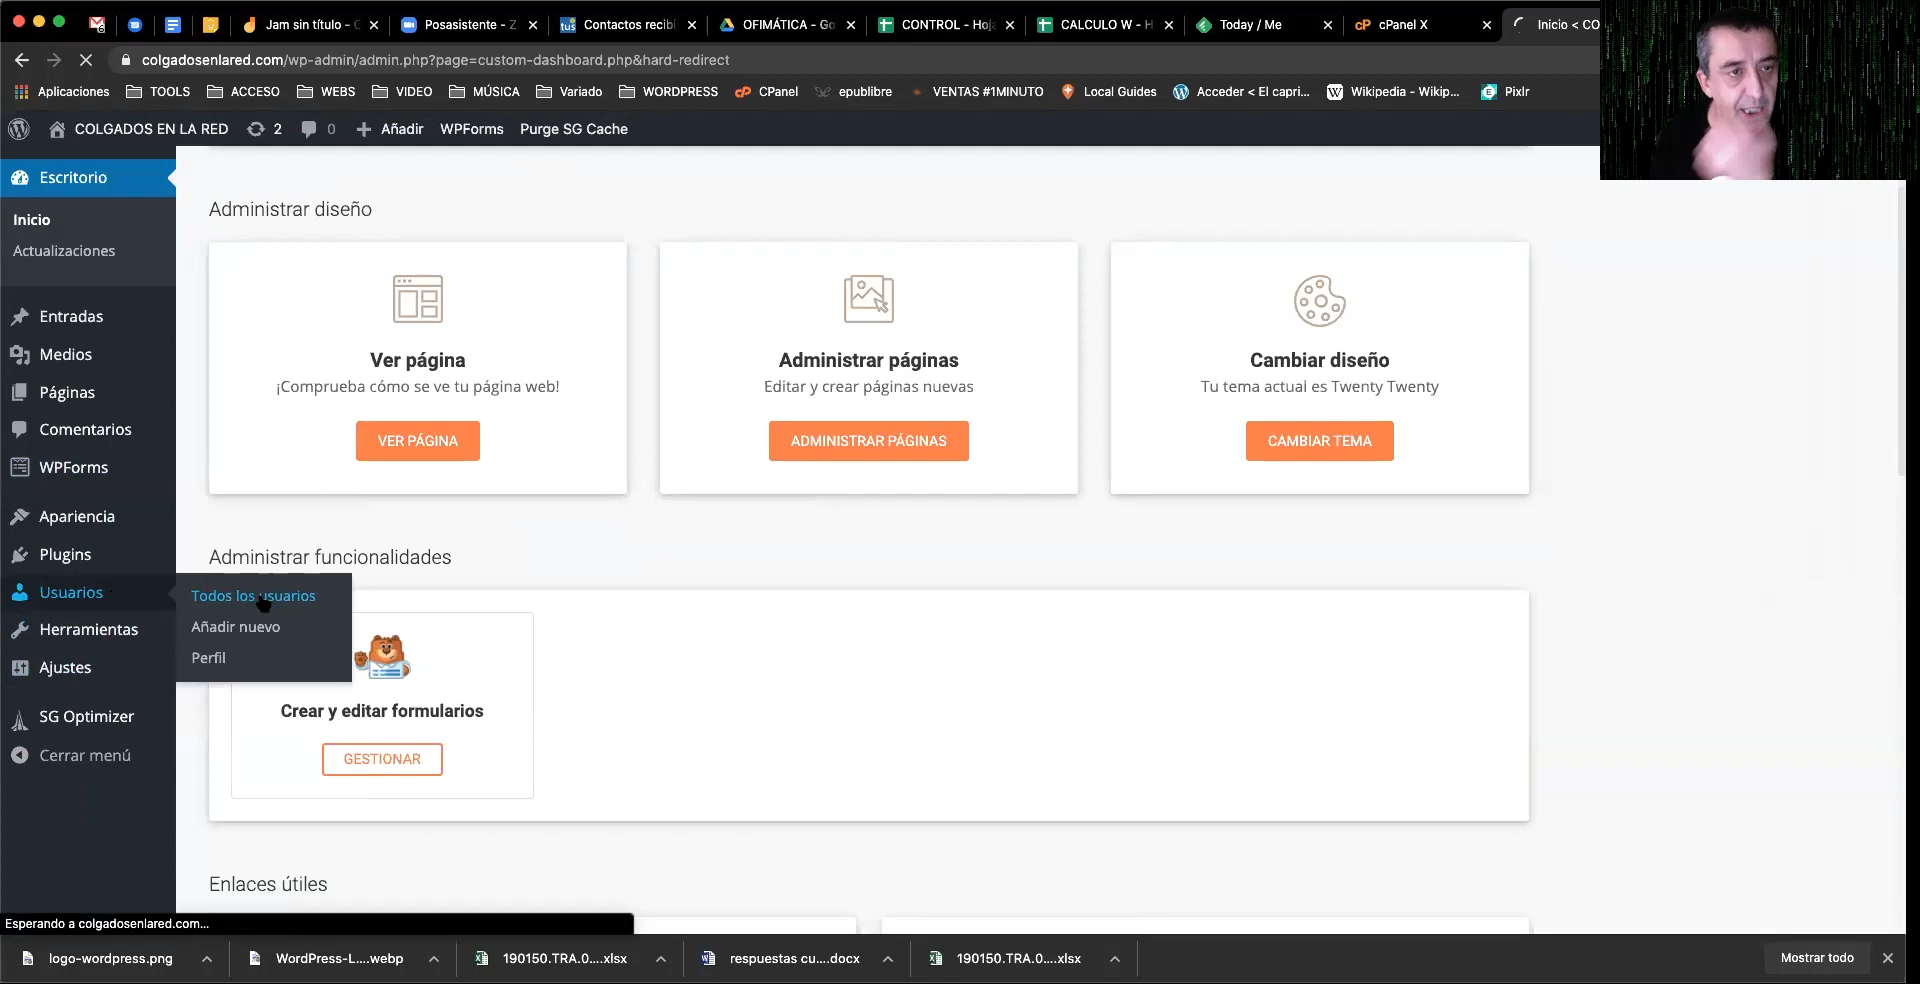 Jam sin título - C
Posasistente - Z
Contactos recib
OFIMÁTICA - Go
CONTROL - Hoj
CALCULO W - H
Today / Me
cPanel X
Inicio < CO
colgadosenlared.com/wp-admin/admin.php?page=custom-dashboard.php&hard-redirect
Aplicaciones
TOOLS
ACCESO
WEBS
VIDEO
MÚSICA
Variado
WORDPRESS
CPanel
epublibre
VENTAS #1MINUTO
Local Guides
Acceder < El capri...
Wikipedia - Wikip...
Pixlr
COLGADOS EN LA RED
2
0
Añadir
WPForms
Purge SG Cache
Escritorio
Inicio
Actualizaciones
Entradas
Medios
Páginas
Comentarios
WPForms
Apariencia
Plugins
Usuarios
Herramientas
Ajustes
SG Optimizer
Cerrar menú
Todos los usuarios
Añadir nuevo
Perfil
Administrar diseño
Ver página
¡Comprueba cómo se ve tu página web!
VER PÁGINA
Administrar páginas
Editar y crear páginas nuevas
ADMINISTRAR PÁGINAS
Cambiar diseño
Tu tema actual es Twenty Twenty
CAMBIAR TEMA
Administrar funcionalidades
Crear y editar formularios
GESTIONAR
Enlaces útiles
Esperando a colgadosenlared.com...
logo-wordpress.png
WordPress-L....webp
190150.TRA.0....xlsx
respuestas cu....docx
190150.TRA.0....xlsx
Mostrar todo